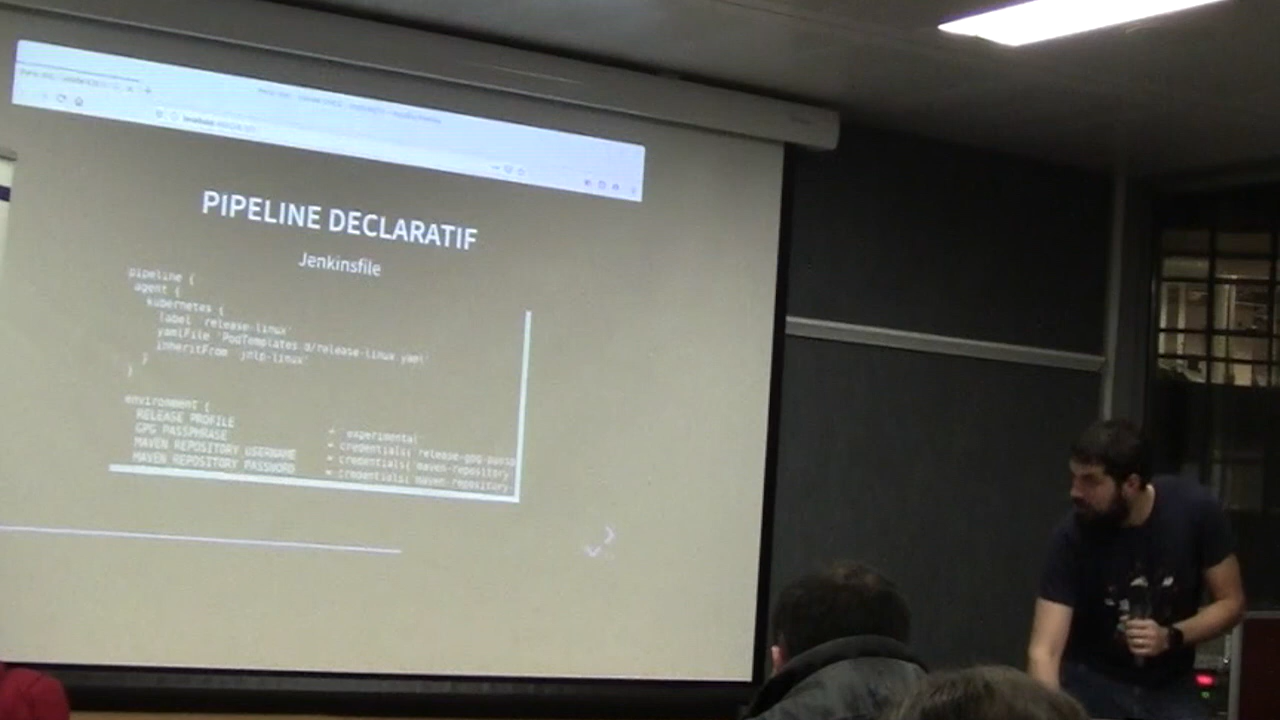 localhost
PIPELINE DECLARATIF
Jenkinsfile
pipeline {
agent {
kubernetes {
label 'release-linux'
yamlFile 'PodTemplates.d/release-linux.yaml'
inheritFrom 'jnlp-linux'
}
}
environment {
RELEASE_PROFILE = 'experimental'
GPG_PASSPHRASE = credentials('release-gpg-passp
MAVEN_REPOSITORY_USERNAME = credentials('maven-repository
MAVEN_REPOSITORY_PASSWORD = credentials('maven-repository